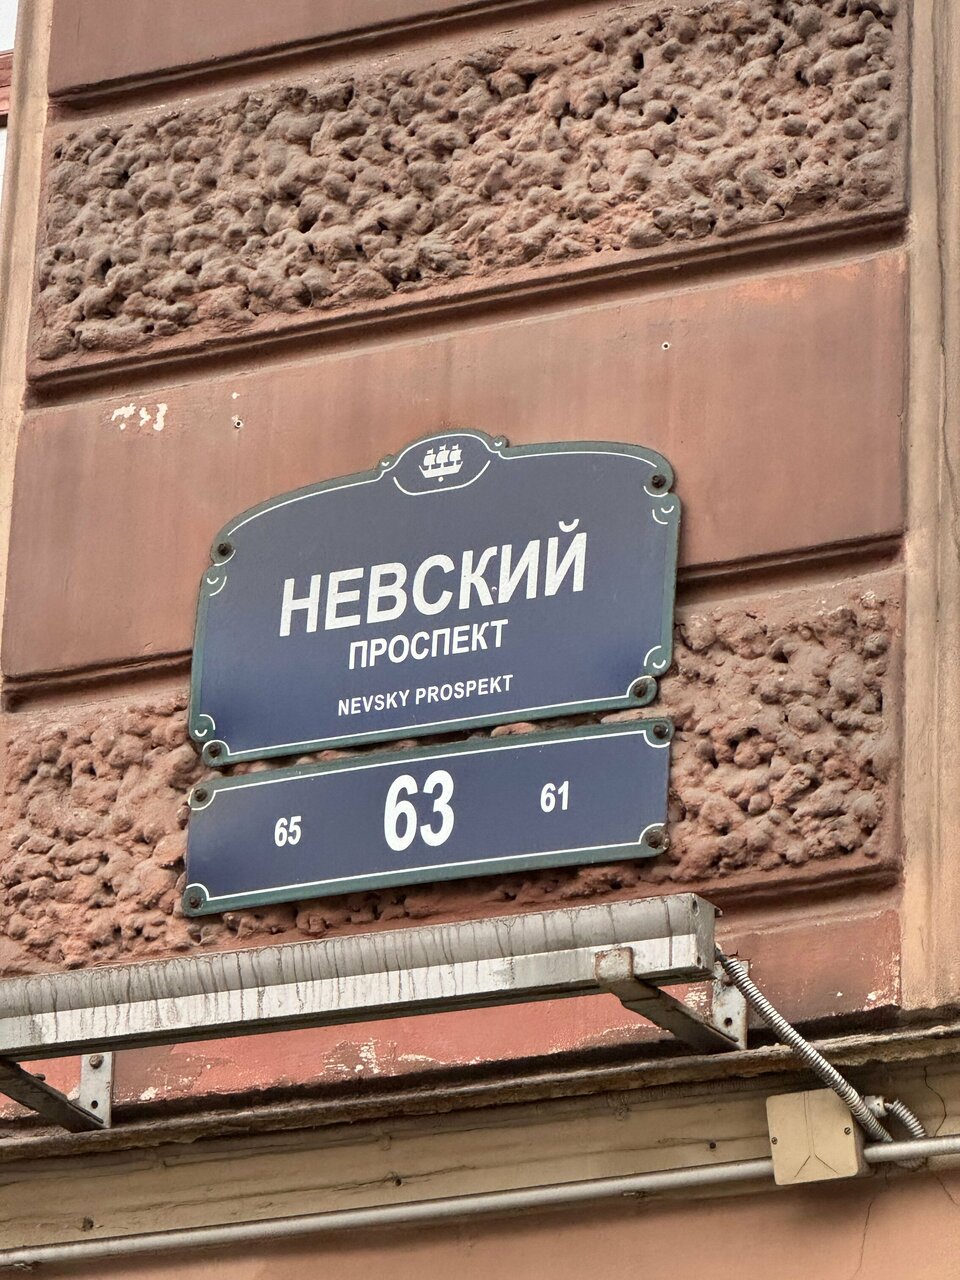 НЕВСКИЙ
ПРОСПЕКТ
NEVSKY PROSPEKT
65 63 61